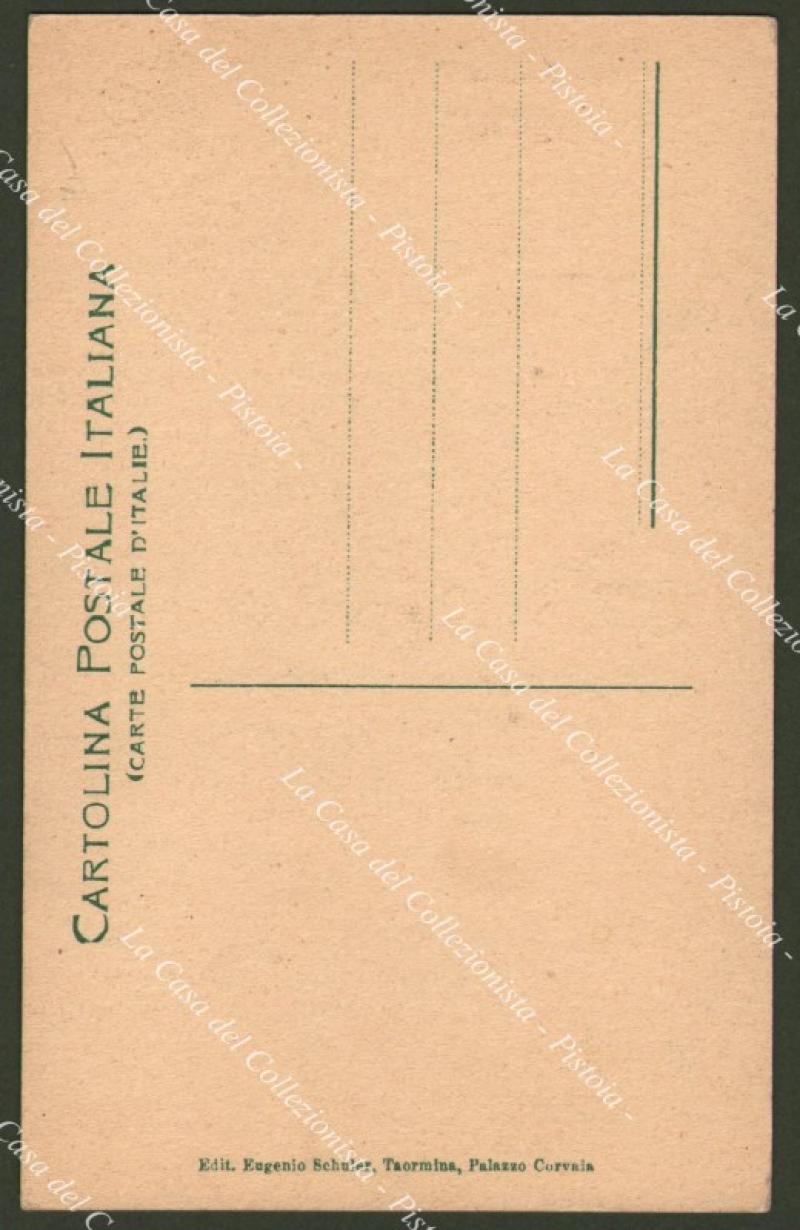 CARTOLINA POSTALE ITALIANA
(CARTE POSTALE D'ITALIE.)
Edit. Eugenio Schuler, Taormina, Palazzo Corvaia
La Casa del Collezionista - Pistoia -